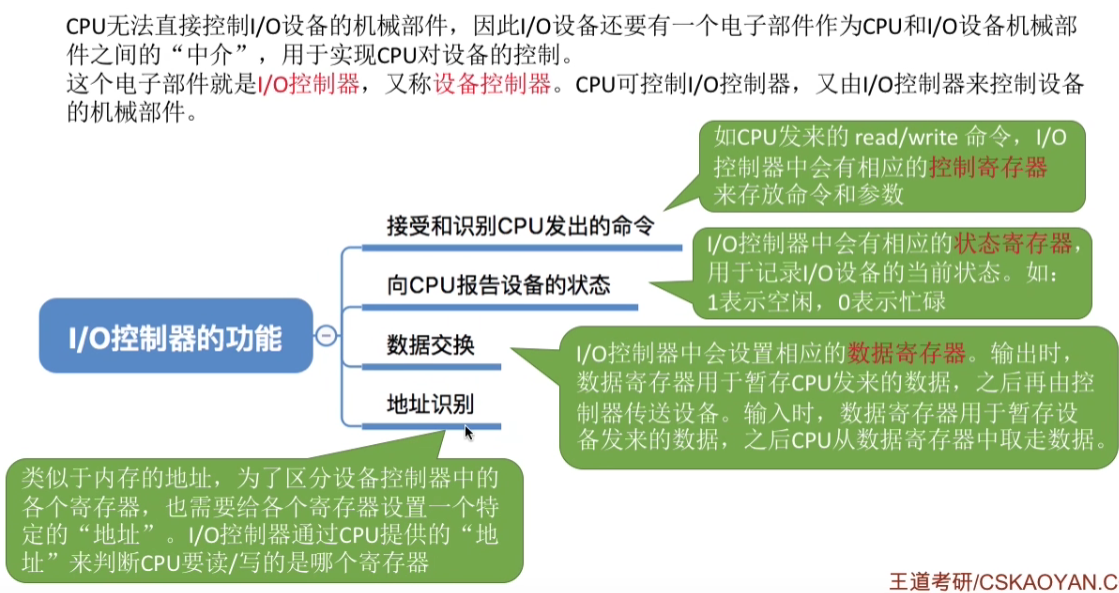 CPU无法直接控制I/O设备的机械部件，因此I/O设备还要有一个电子部件作为CPU和I/O设备机械部
件之间的“中介”，用于实现CPU对设备的控制。
这个电子部件就是I/O控制器，又称设备控制器。CPU可控制I/O控制器，又由I/O控制器来控制设备
的机械部件。
如CPU发来的 read/write 命令，I/O
控制器中会有相应的控制寄存器
来存放命令和参数
接受和识别CPU发出的命令
I/O控制器中会有相应的状态寄存器，
用于记录I/O设备的当前状态。如：
1表示空闲，0表示忙碌
向CPU报告设备的状态
I/O控制器的功能
数据交换
I/O控制器中会设置相应的数据寄存器。输出时，
数据寄存器用于暂存CPU发来的数据，之后再由控
制器传送设备。输入时，数据寄存器用于暂存设
备发来的数据，之后CPU从数据寄存器中取走数据。
地址识别
类似于内存的地址，为了区分设备控制器中的
各个寄存器，也需要给各个寄存器设置一个特
定的“地址”。I/O控制器通过CPU提供的“地
址”来判断CPU要读/写的是哪个寄存器
王道考研/CSKAOYAN.C